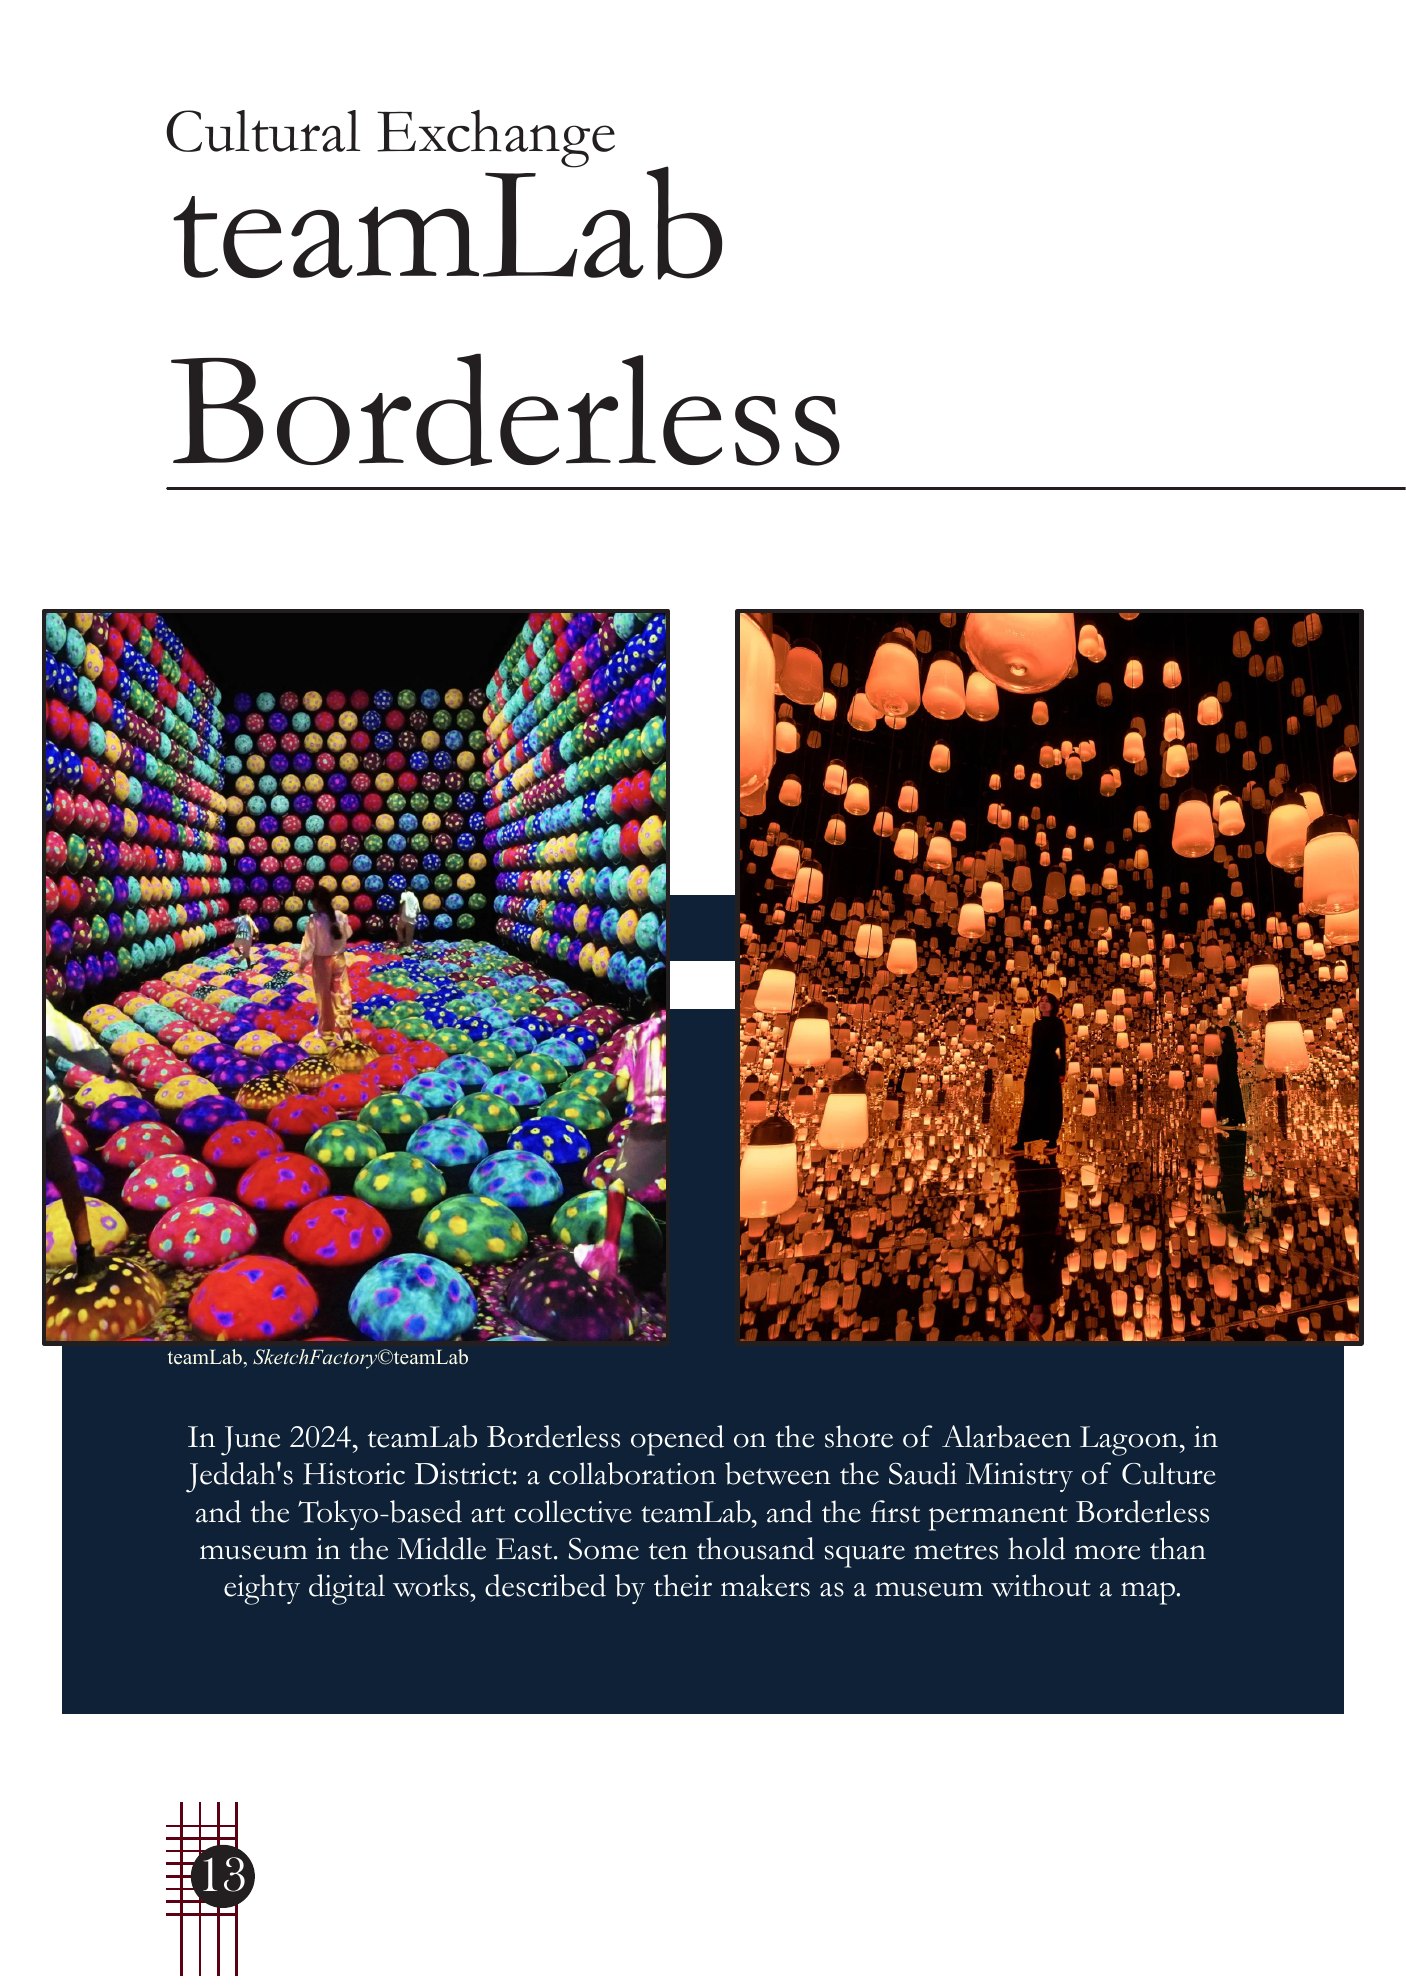 Cultural Exchange
teamLab
Borderless
teamLab, SketchFactory©teamLab
In June 2024, teamLab Borderless opened on the shore of Alarbaeen Lagoon, in
Jeddah's Historic District: a collaboration between the Saudi Ministry of Culture
and the Tokyo-based art collective teamLab, and the first permanent Borderless
museum in the Middle East. Some ten thousand square metres hold more than
eighty digital works, described by their makers as a museum without a map.
13